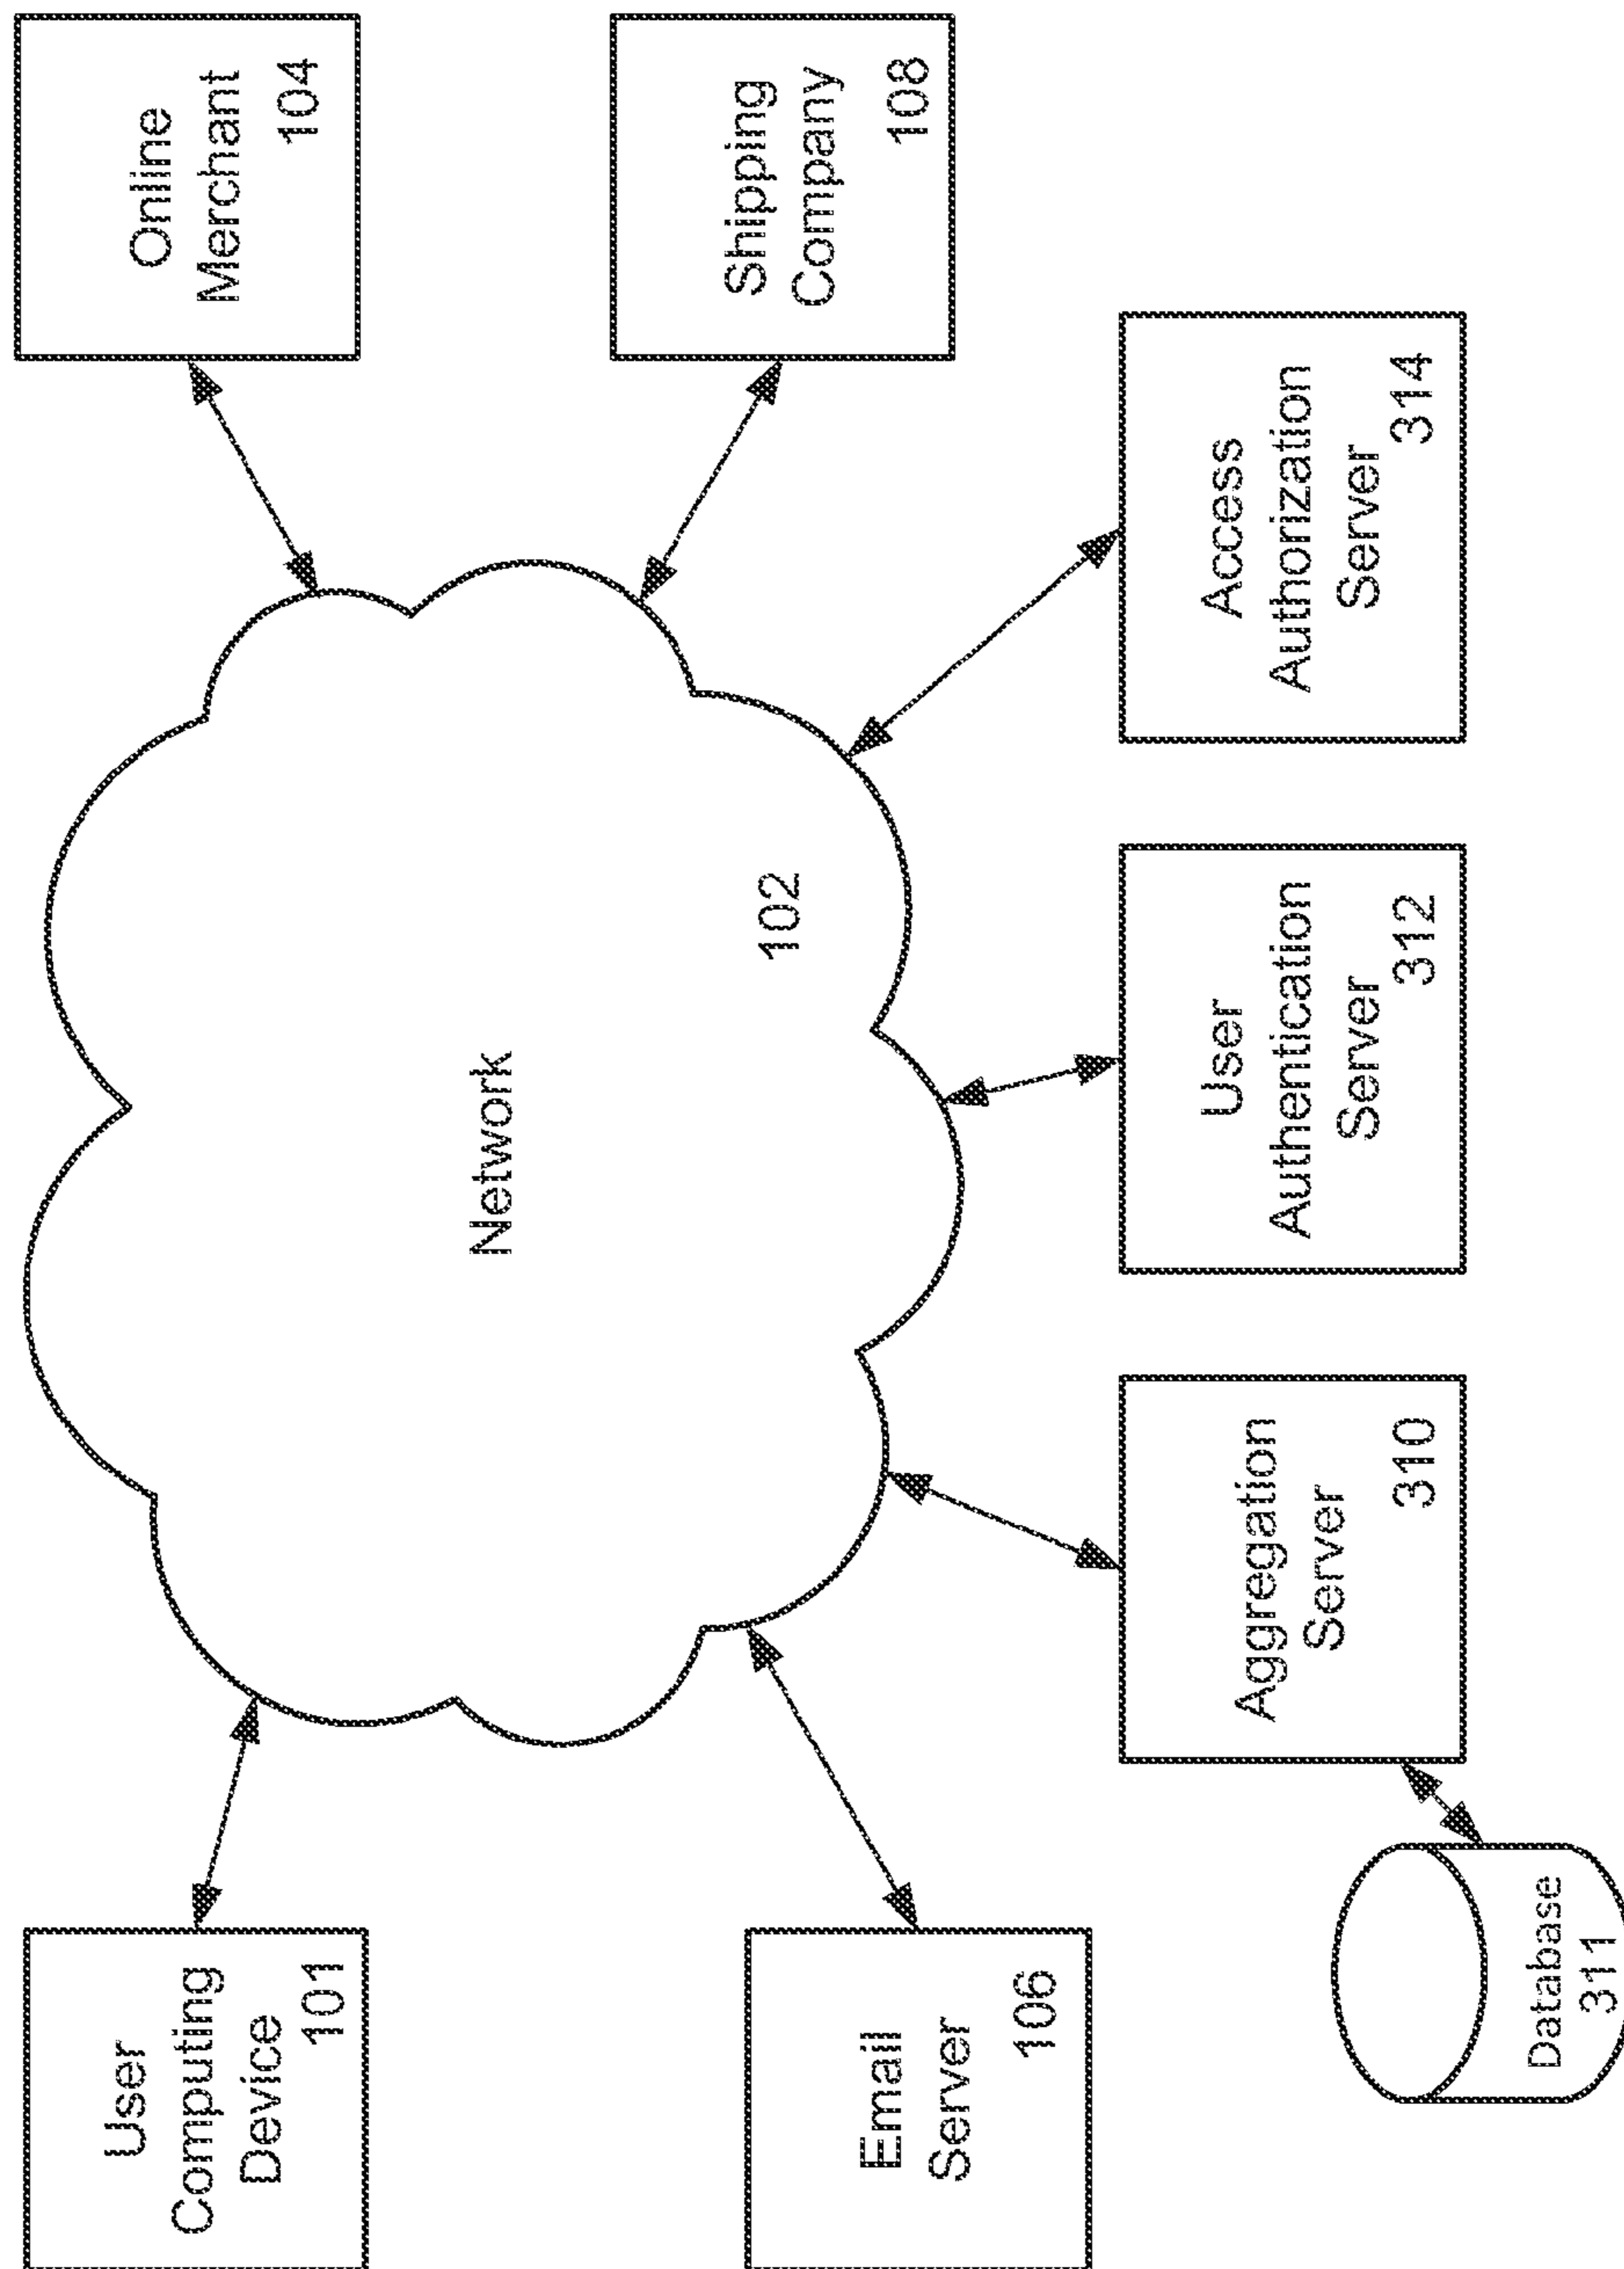 User
Computing
Device
101
Network
102
Online
Merchant
104
Email
Server
106
Shipping
Company
108
Aggregation
Server
310
User
Authentication
Server
312
Access
Authorization
Server
314
Database
311